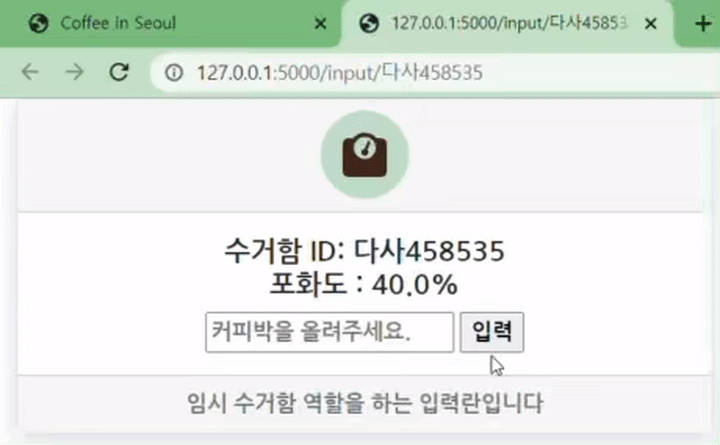 Coffee in Seoul
127.0.0.1:5000/input/다사45853
127.0.0.1:5000/input/다사458535
수거함 ID: 다사458535
포화도 : 40.0%
커피박을 올려주세요. 입력
임시 수거함 역할을 하는 입력란입니다